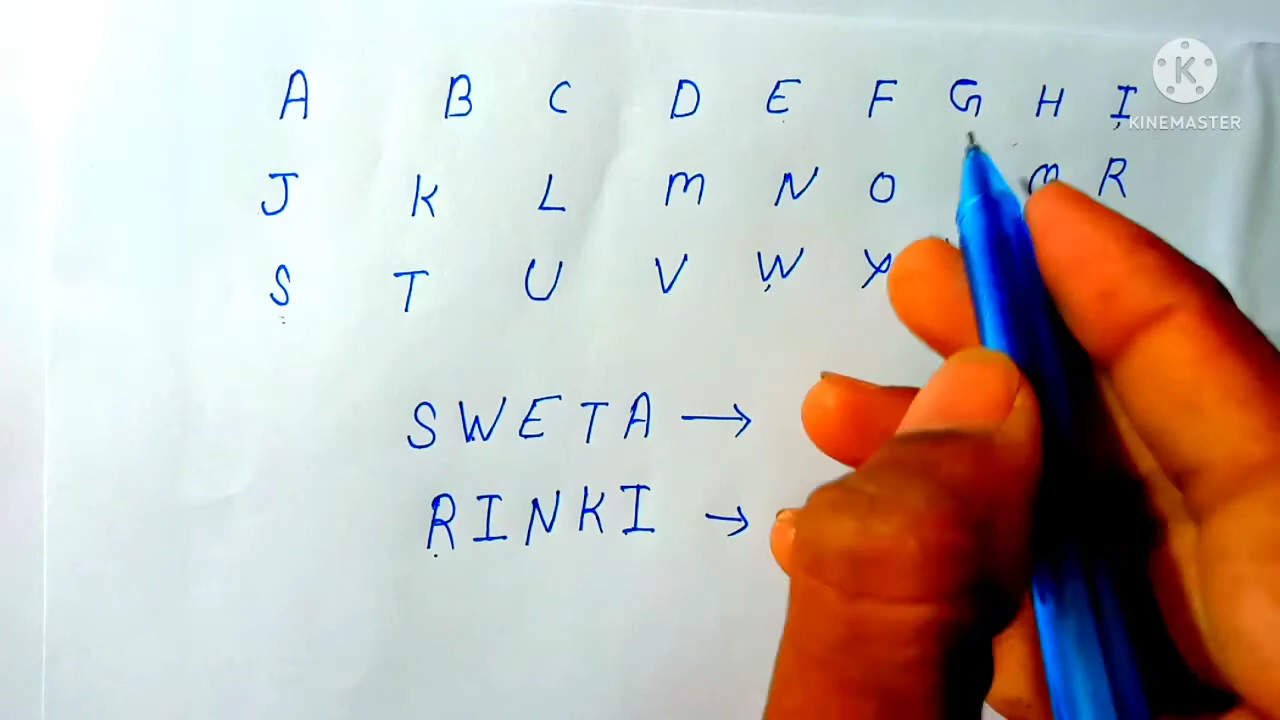 A B C D E F G H I
KINEMASTER
J K L M N O R
S T U V W X
SWETA →
RINKI →